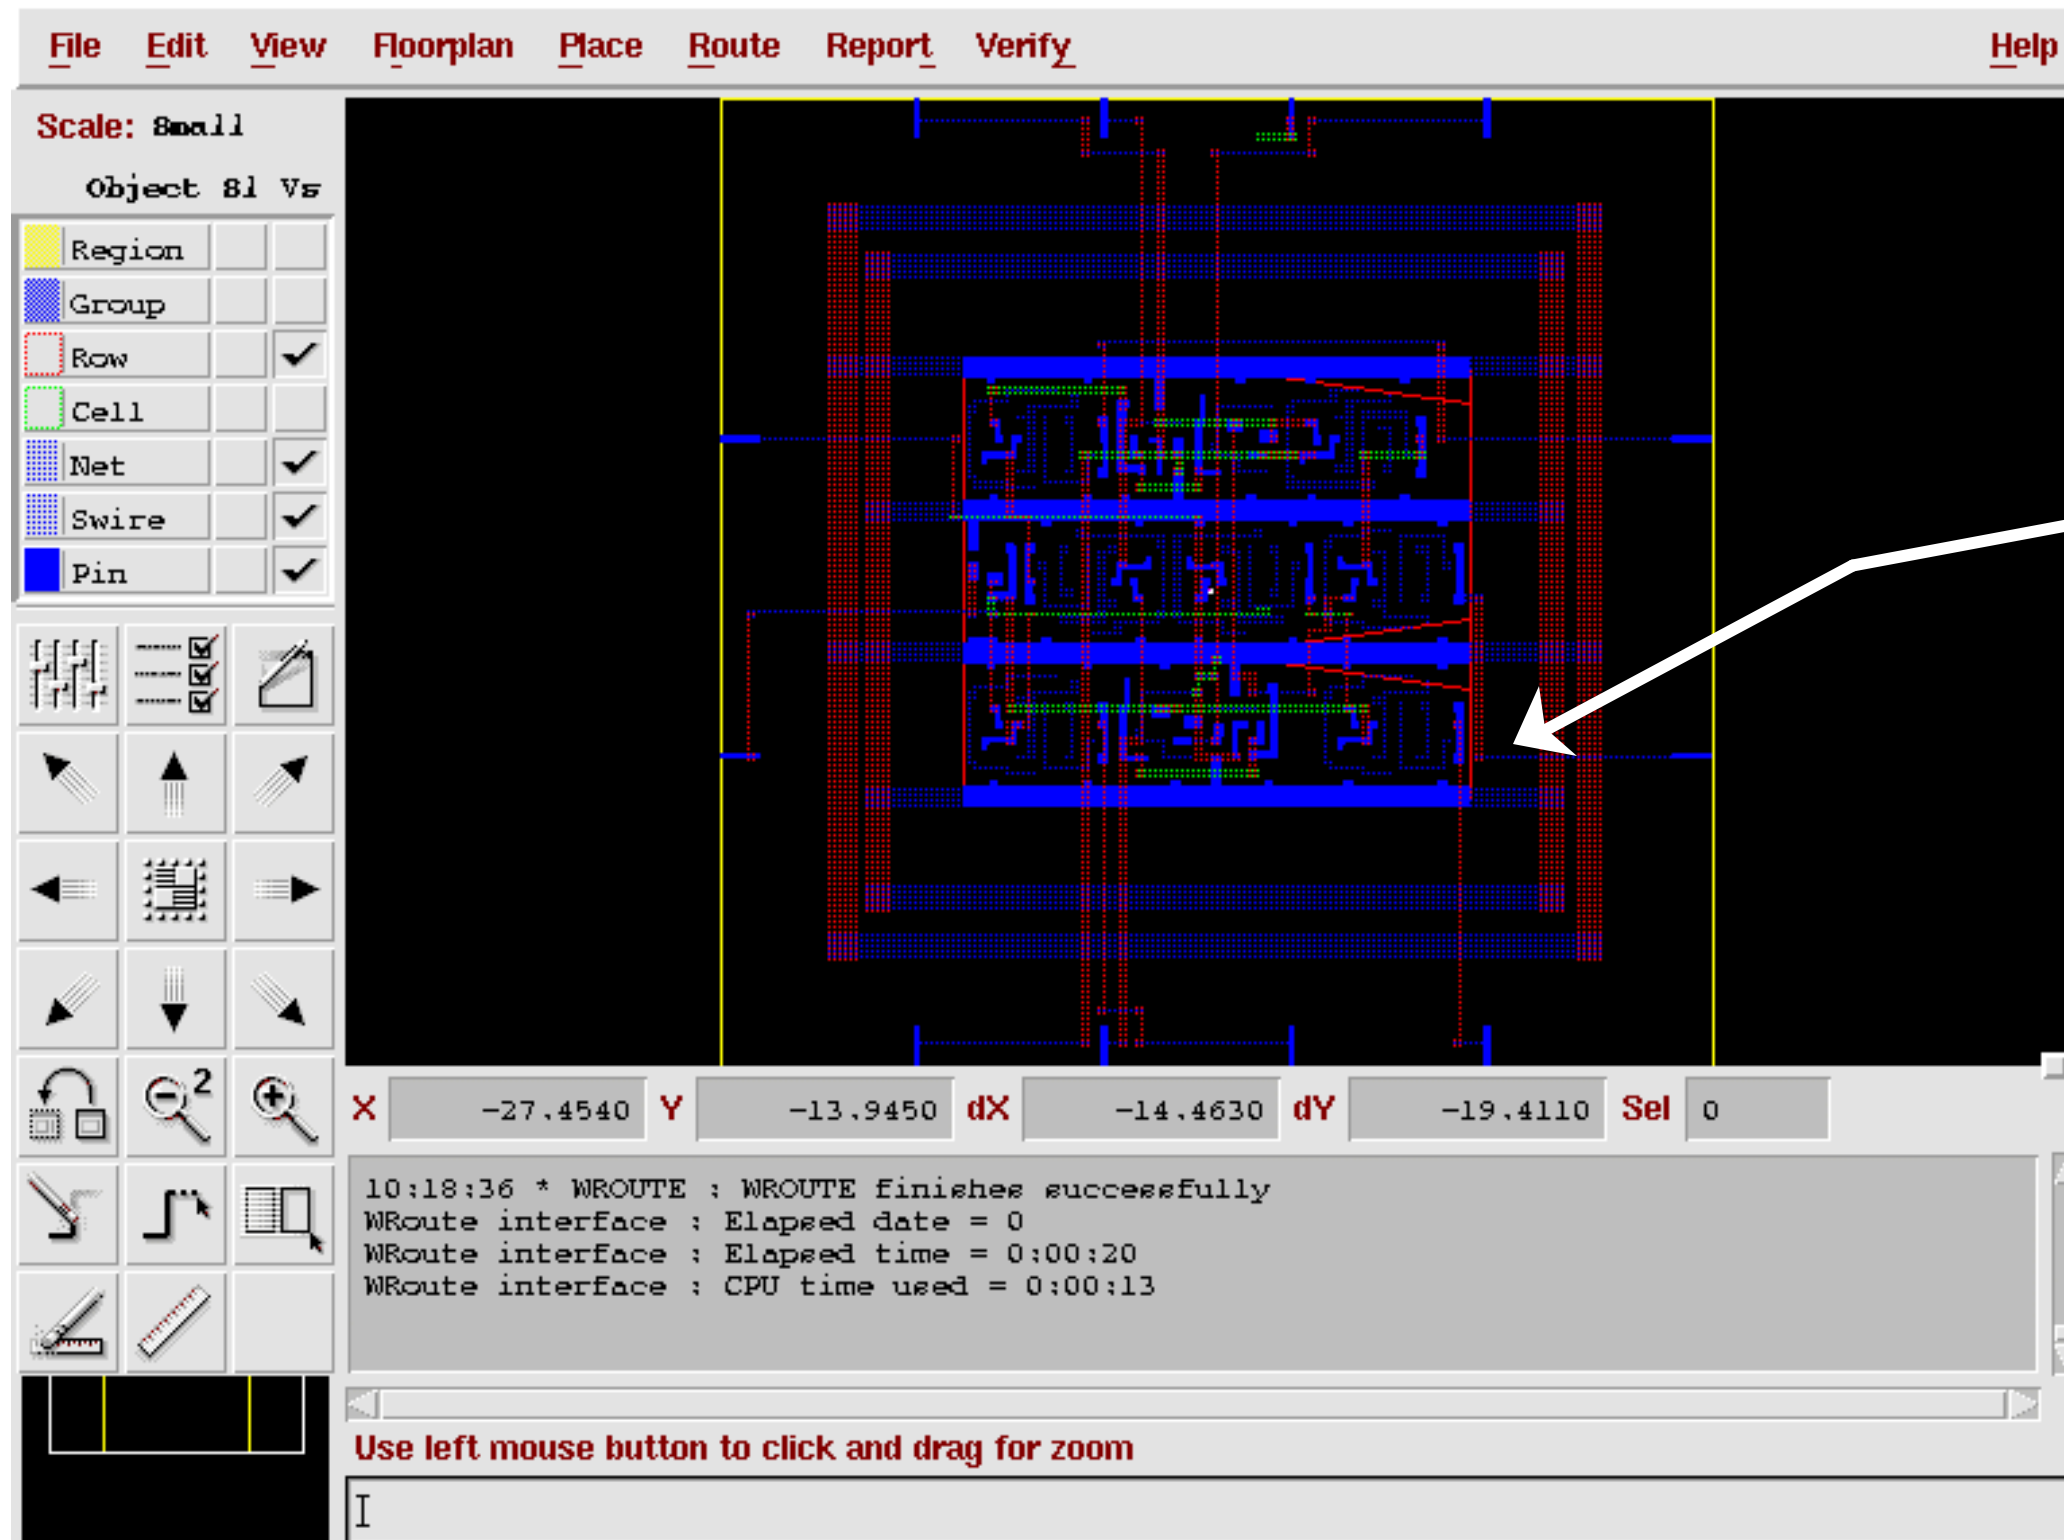 File Edit View Floorplan Place Route Report Verify Help
Scale: Small
Object Sl Vs
Region
Group
Row
Cell
Net
Swire
Pin
2
X -27.4540 Y -13.9450 dX -14.4630 dY -19.4110 Sel 0
10:18:36 * WROUTE : WROUTE finishes successfully
WRoute interface : Elapsed date = 0
WRoute interface : Elapsed time = 0:00:20
WRoute interface : CPU time used = 0:00:13
Use left mouse button to click and drag for zoom